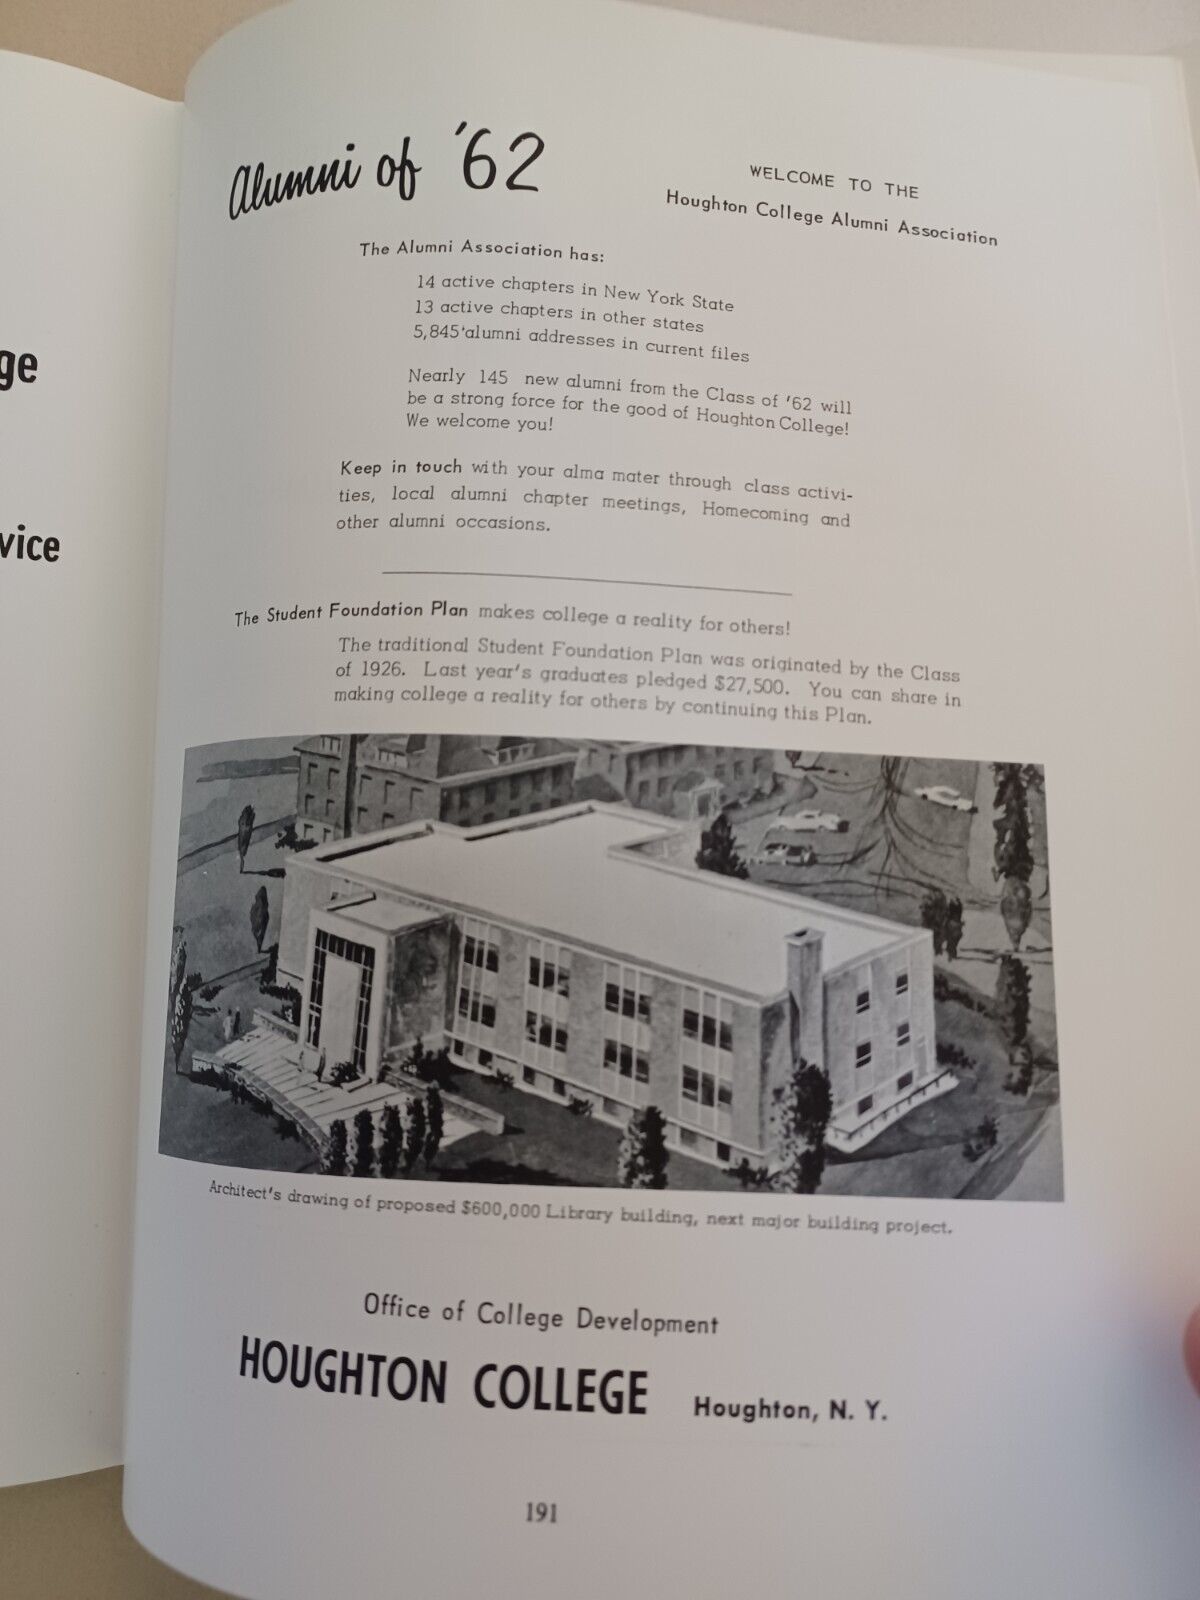 ge
vice
Alumni of '62
WELCOME TO THE
Houghton College Alumni Association
The Alumni Association has:
14 active chapters in New York State
13 active chapters in other states
5,845'alumni addresses in current files
Nearly 145 new alumni from the Class of '62 will
be a strong force for the good of Houghton College!
We welcome you!
Keep in touch with your alma mater through class activi-
ties, local alumni chapter meetings, Homecoming and
other alumni occasions.
The Student Foundation Plan makes college a reality for others!
The traditional Student Foundation Plan was originated by the Class
of 1926. Last year's graduates pledged $27,500. You can share in
making college a reality for others by continuing this Plan.
Architect's drawing of proposed $600,000 Library building, next major building project.
Office of College Development
HOUGHTON COLLEGE Houghton, N. Y.
191